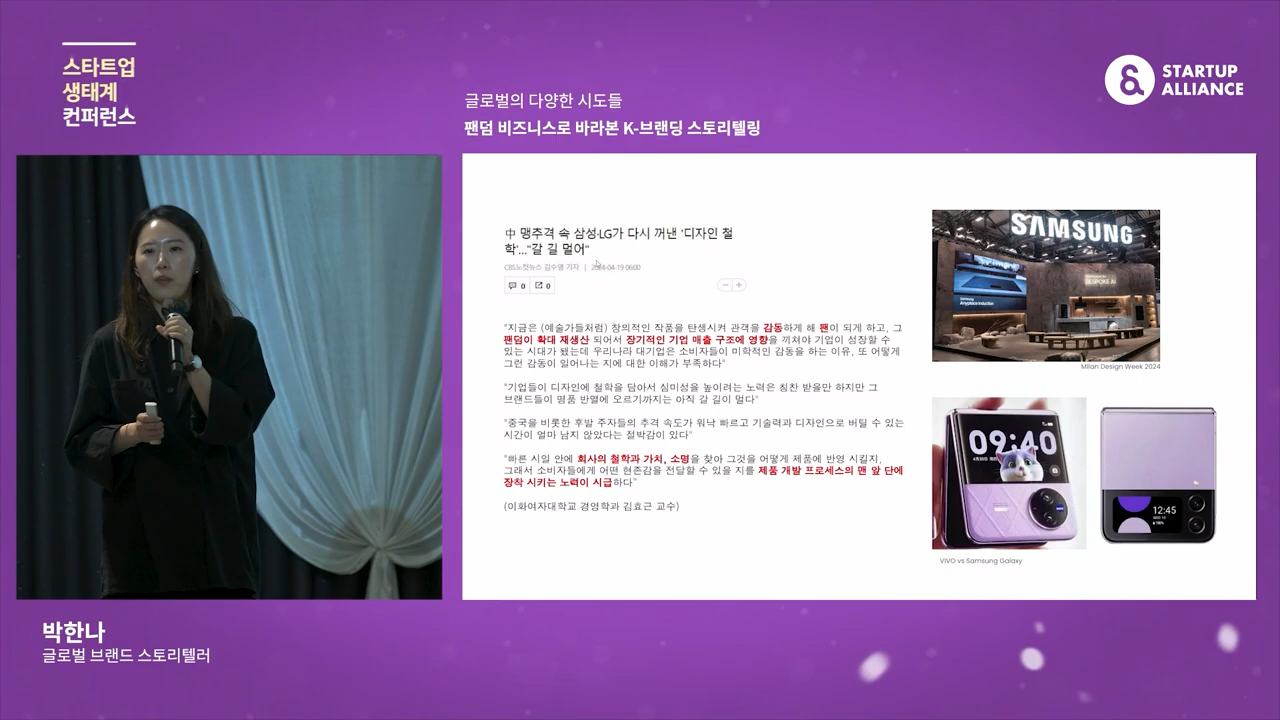 스타트업
생태계
컨퍼런스
글로벌의 다양한 시도들
팬덤 비즈니스로 바라본 K-브랜딩 스토리텔링
STARTUP
ALLIANCE
中 맹추격 속 삼성·LG가 다시 꺼낸 '디자인 철
학'…"갈 길 멀어"
CBS노컷뉴스 김수영 기자 | 2024-04-19 06:00
0 0
"지금은 (예술가들처럼) 창의적인 작품을 탄생시켜 관객을 감동하게 해 팬이 되게 하고, 그
팬덤이 확대 재생산 되어서 장기적인 기업 매출 구조에 영향을 끼쳐야 기업이 성장할 수
있는 시대가 됐는데 우리나라 대기업은 소비자들이 미학적인 감동을 하는 이유, 또 어떻게
그런 감동이 일어나는 지에 대한 이해가 부족하다"
"기업들이 디자인에 철학을 담아서 심미성을 높이려는 노력은 칭찬 받을만 하지만 그
브랜드들이 명품 반열에 오르기까지는 아직 갈 길이 멀다"
"중국을 비롯한 후발 주자들의 추격 속도가 워낙 빠르고 기술력과 디자인으로 버틸 수 있는
시간이 얼마 남지 않았다는 절박감이 있다"
"빠른 시일 안에 회사의 철학과 가치, 소명을 찾아 그것을 어떻게 제품에 반영 시킬지,
그래서 소비자들에게 어떤 현존감을 전달할 수 있을 지를 제품 개발 프로세스의 맨 앞 단에
장착 시키는 노력이 시급하다"
(이화여자대학교 경영학과 김효근 교수)
SAMSUNG
BESPOKE AI
Milan Design Week 2024
09:40
12:45
VIVO vs Samsung Galaxy
박한나
글로벌 브랜드 스토리텔러